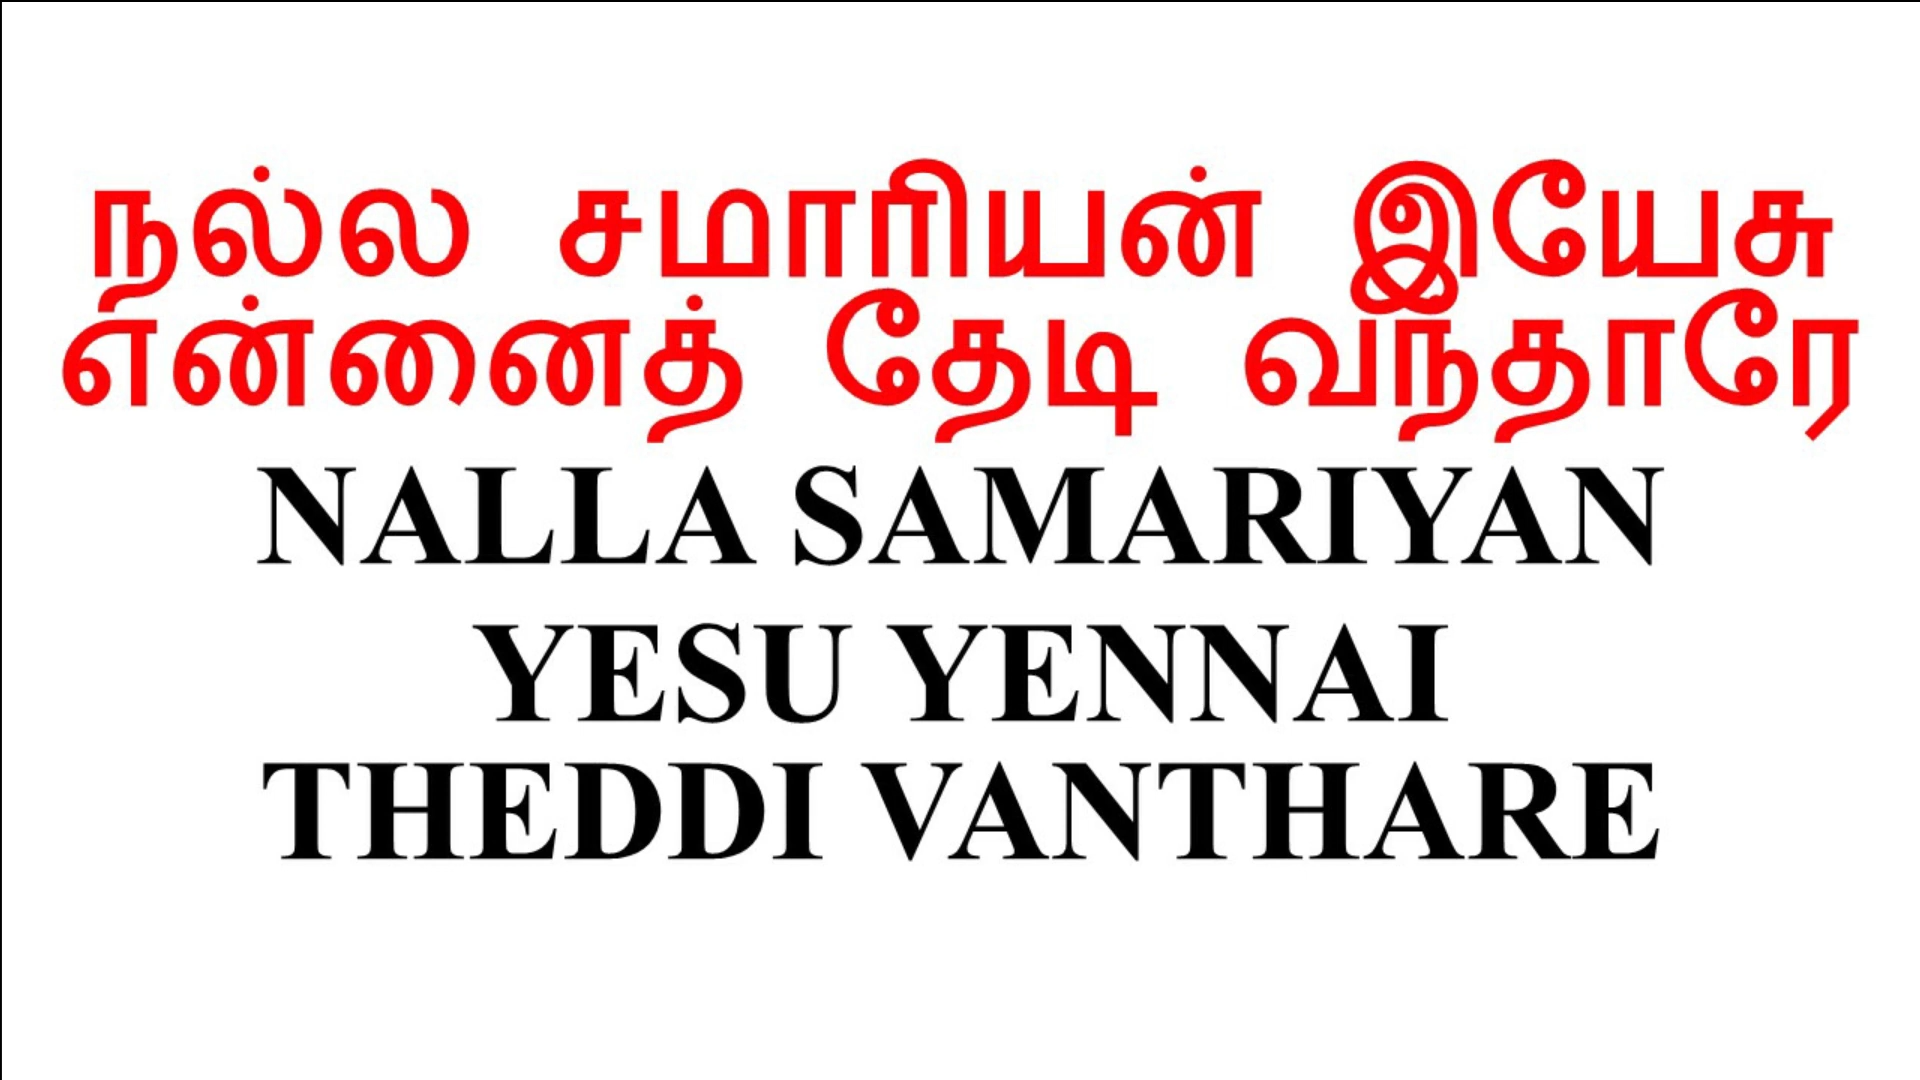 நல்ல சமாரியன் இயேசு
என்னைத் தேடி வந்தாரே
NALLA SAMARIYAN
YESU YENNAI
THEDDI VANTHARE